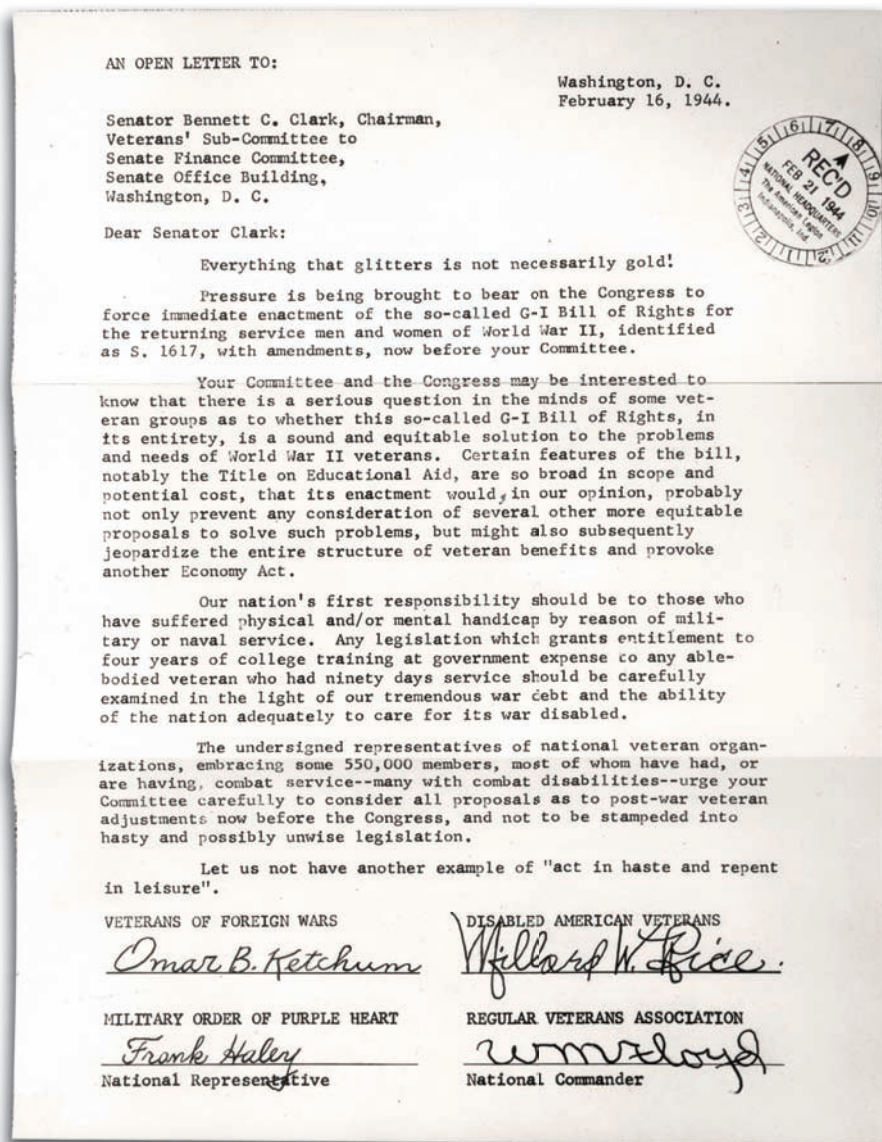 AN OPEN LETTER TO:
Washington, D. C.
February 16, 1944.
Senator Bennett C. Clark, Chairman,
Veterans' Sub-Committee to
Senate Finance Committee,
Senate Office Building,
Washington, D. C.
1 2 3 4 5 6 7 8 9 10 11 12
REC'D
FEB 21 1944
NATIONAL HEADQUARTERS
The American Legion
Indianapolis, Ind.
Dear Senator Clark:
Everything that glitters is not necessarily gold!
Pressure is being brought to bear on the Congress to
force immediate enactment of the so-called G-I Bill of Rights for
the returning service men and women of World War II, identified
as S. 1617, with amendments, now before your Committee.
Your Committee and the Congress may be interested to
know that there is a serious question in the minds of some vet-
eran groups as to whether this so-called G-I Bill of Rights, in
its entirety, is a sound and equitable solution to the problems
and needs of World War II veterans. Certain features of the bill,
notably the Title on Educational Aid, are so broad in scope and
potential cost, that its enactment would, in our opinion, probably
not only prevent any consideration of several other more equitable
proposals to solve such problems, but might also subsequently
jeopardize the entire structure of veteran benefits and provoke
another Economy Act.
Our nation's first responsibility should be to those who
have suffered physical and/or mental handicap by reason of mili-
tary or naval service. Any legislation which grants entitlement to
four years of college training at government expense to any able-
bodied veteran who had ninety days service should be carefully
examined in the light of our tremendous war debt and the ability
of the nation adequately to care for its war disabled.
The undersigned representatives of national veteran organ-
izations, embracing some 550,000 members, most of whom have had, or
are having, combat service--many with combat disabilities--urge your
Committee carefully to consider all proposals as to post-war veteran
adjustments now before the Congress, and not to be stampeded into
hasty and possibly unwise legislation.
Let us not have another example of "act in haste and repent
in leisure".
VETERANS OF FOREIGN WARS
Omar B. Ketchum
DISABLED AMERICAN VETERANS
Millard W. Rice.
MILITARY ORDER OF PURPLE HEART
Frank Haley
National Representative
REGULAR VETERANS ASSOCIATION
Wm Floyd
National Commander